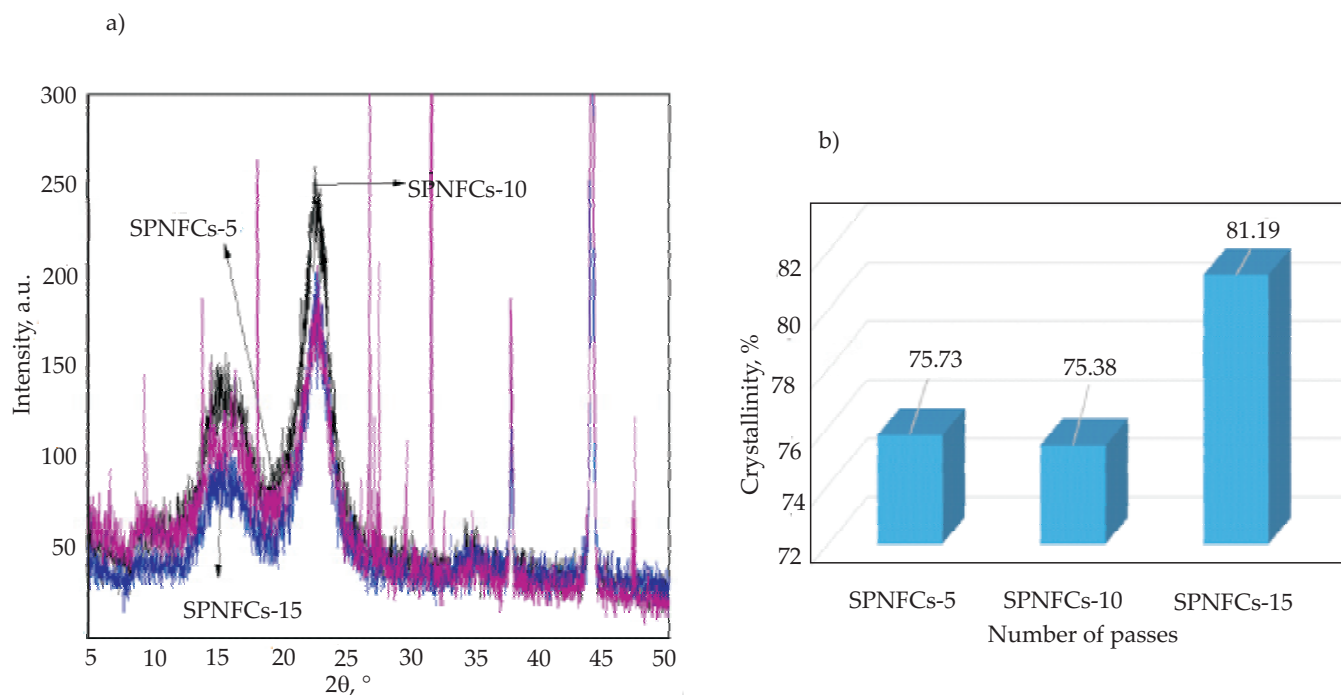 a)
300
250
200
150
100
50
Intensity, a.u.
SPNFCs-10
SPNFCs-5
SPNFCs-15
5 10 15 20 25 30 35 40 45 50
2θ, °
b)
82
80
78
76
74
72
Crystallinity, %
75.73
75.38
81.19
SPNFCs-5 SPNFCs-10 SPNFCs-15
Number of passes